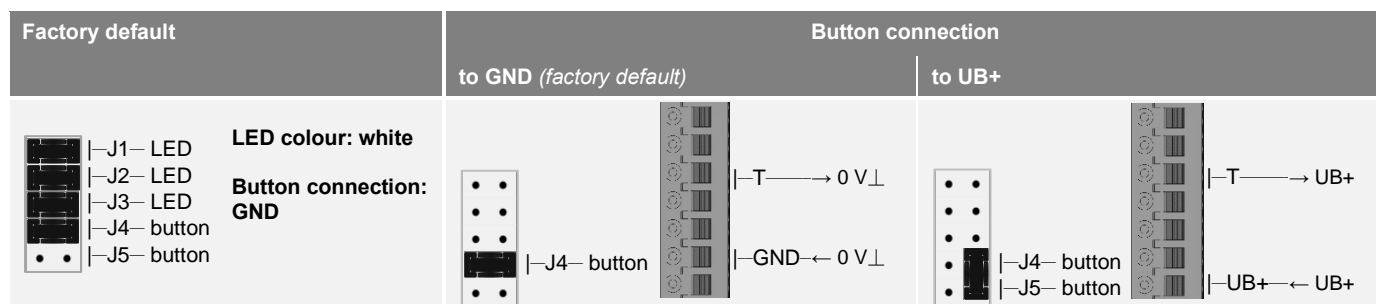 Factory default
Button connection
to GND (factory default)
to UB+
|—J1— LED
|—J2— LED
|—J3— LED
|—J4— button
|—J5— button
LED colour: white
Button connection:
GND
|—J4— button
|—T——→ 0 V⊥
|—GND–← 0 V⊥
|—J4— button
|—J5— button
|—T——→ UB+
|—UB+—← UB+